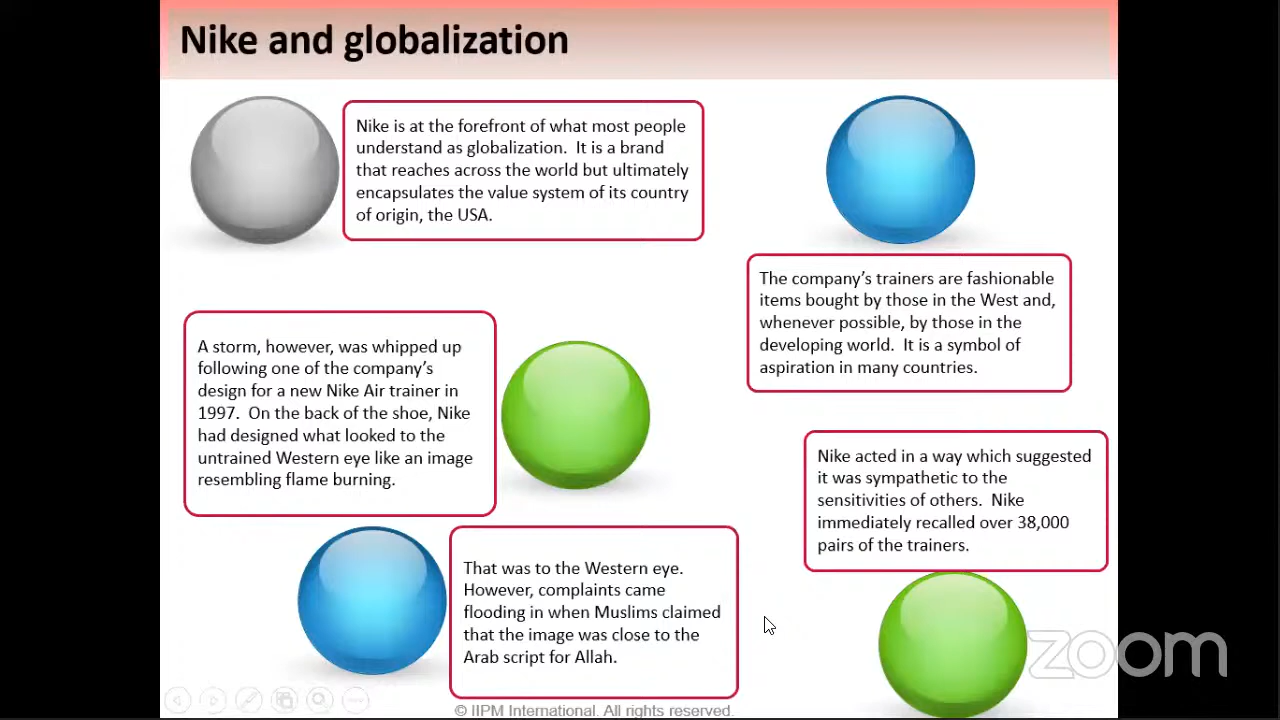 Nike and globalization
Nike is at the forefront of what most people
understand as globalization.  It is a brand
that reaches across the world but ultimately
encapsulates the value system of its country
of origin, the USA.
The company’s trainers are fashionable
items bought by those in the West and,
whenever possible, by those in the
developing world.  It is a symbol of
aspiration in many countries.
A storm, however, was whipped up
following one of the company’s
design for a new Nike Air trainer in
1997.  On the back of the shoe, Nike
had designed what looked to the
untrained Western eye like an image
resembling flame burning.
That was to the Western eye.
However, complaints came
flooding in when Muslims claimed
that the image was close to the
Arab script for Allah.
Nike acted in a way which suggested
it was sympathetic to the
sensitivities of others.  Nike
immediately recalled over 38,000
pairs of the trainers.
zoom
© IIPM International. All rights reserved.